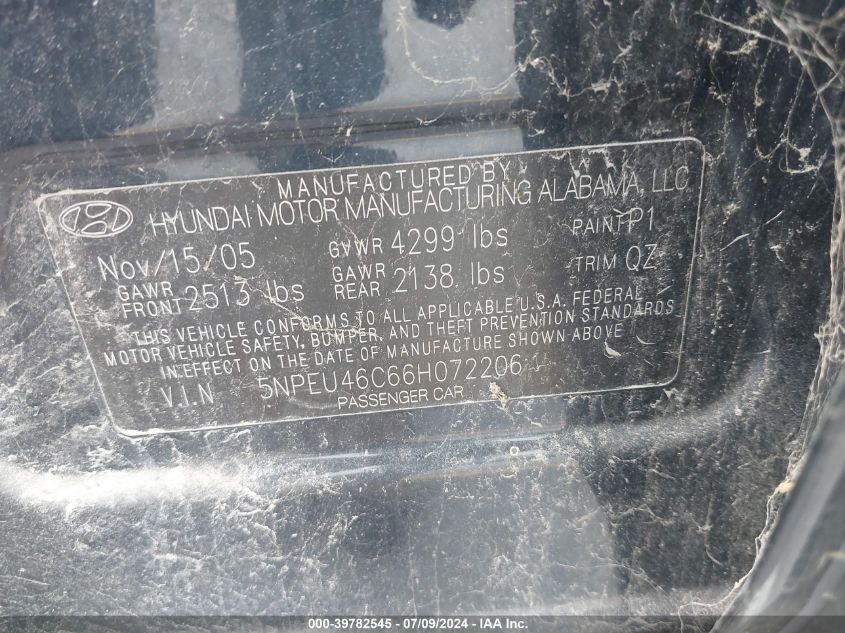 MANUFACTURED BY
HYUNDAI MOTOR MANUFACTURING ALABAMA, LLC
Nov/15/05 GVWR 4299 lbs PAINT P1
GAWR FRONT 2513 lbs GAWR REAR 2138 lbs TRIM QZ
THIS VEHICLE CONFORMS TO ALL APPLICABLE U.S.A. FEDERAL
MOTOR VEHICLE SAFETY, BUMPER, AND THEFT PREVENTION STANDARDS
IN EFFECT ON THE DATE OF MANUFACTURE SHOWN ABOVE
V.I.N 5NPEU46C66H072206
PASSENGER CAR
000-39782545 - 07/09/2024 - IAA Inc.